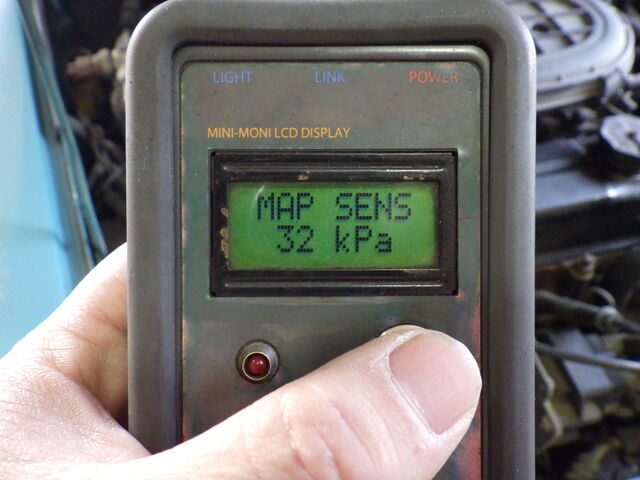 LIGHT LINK POWER
MINI-MONI LCD DISPLAY
MAP SENS
32 kPa